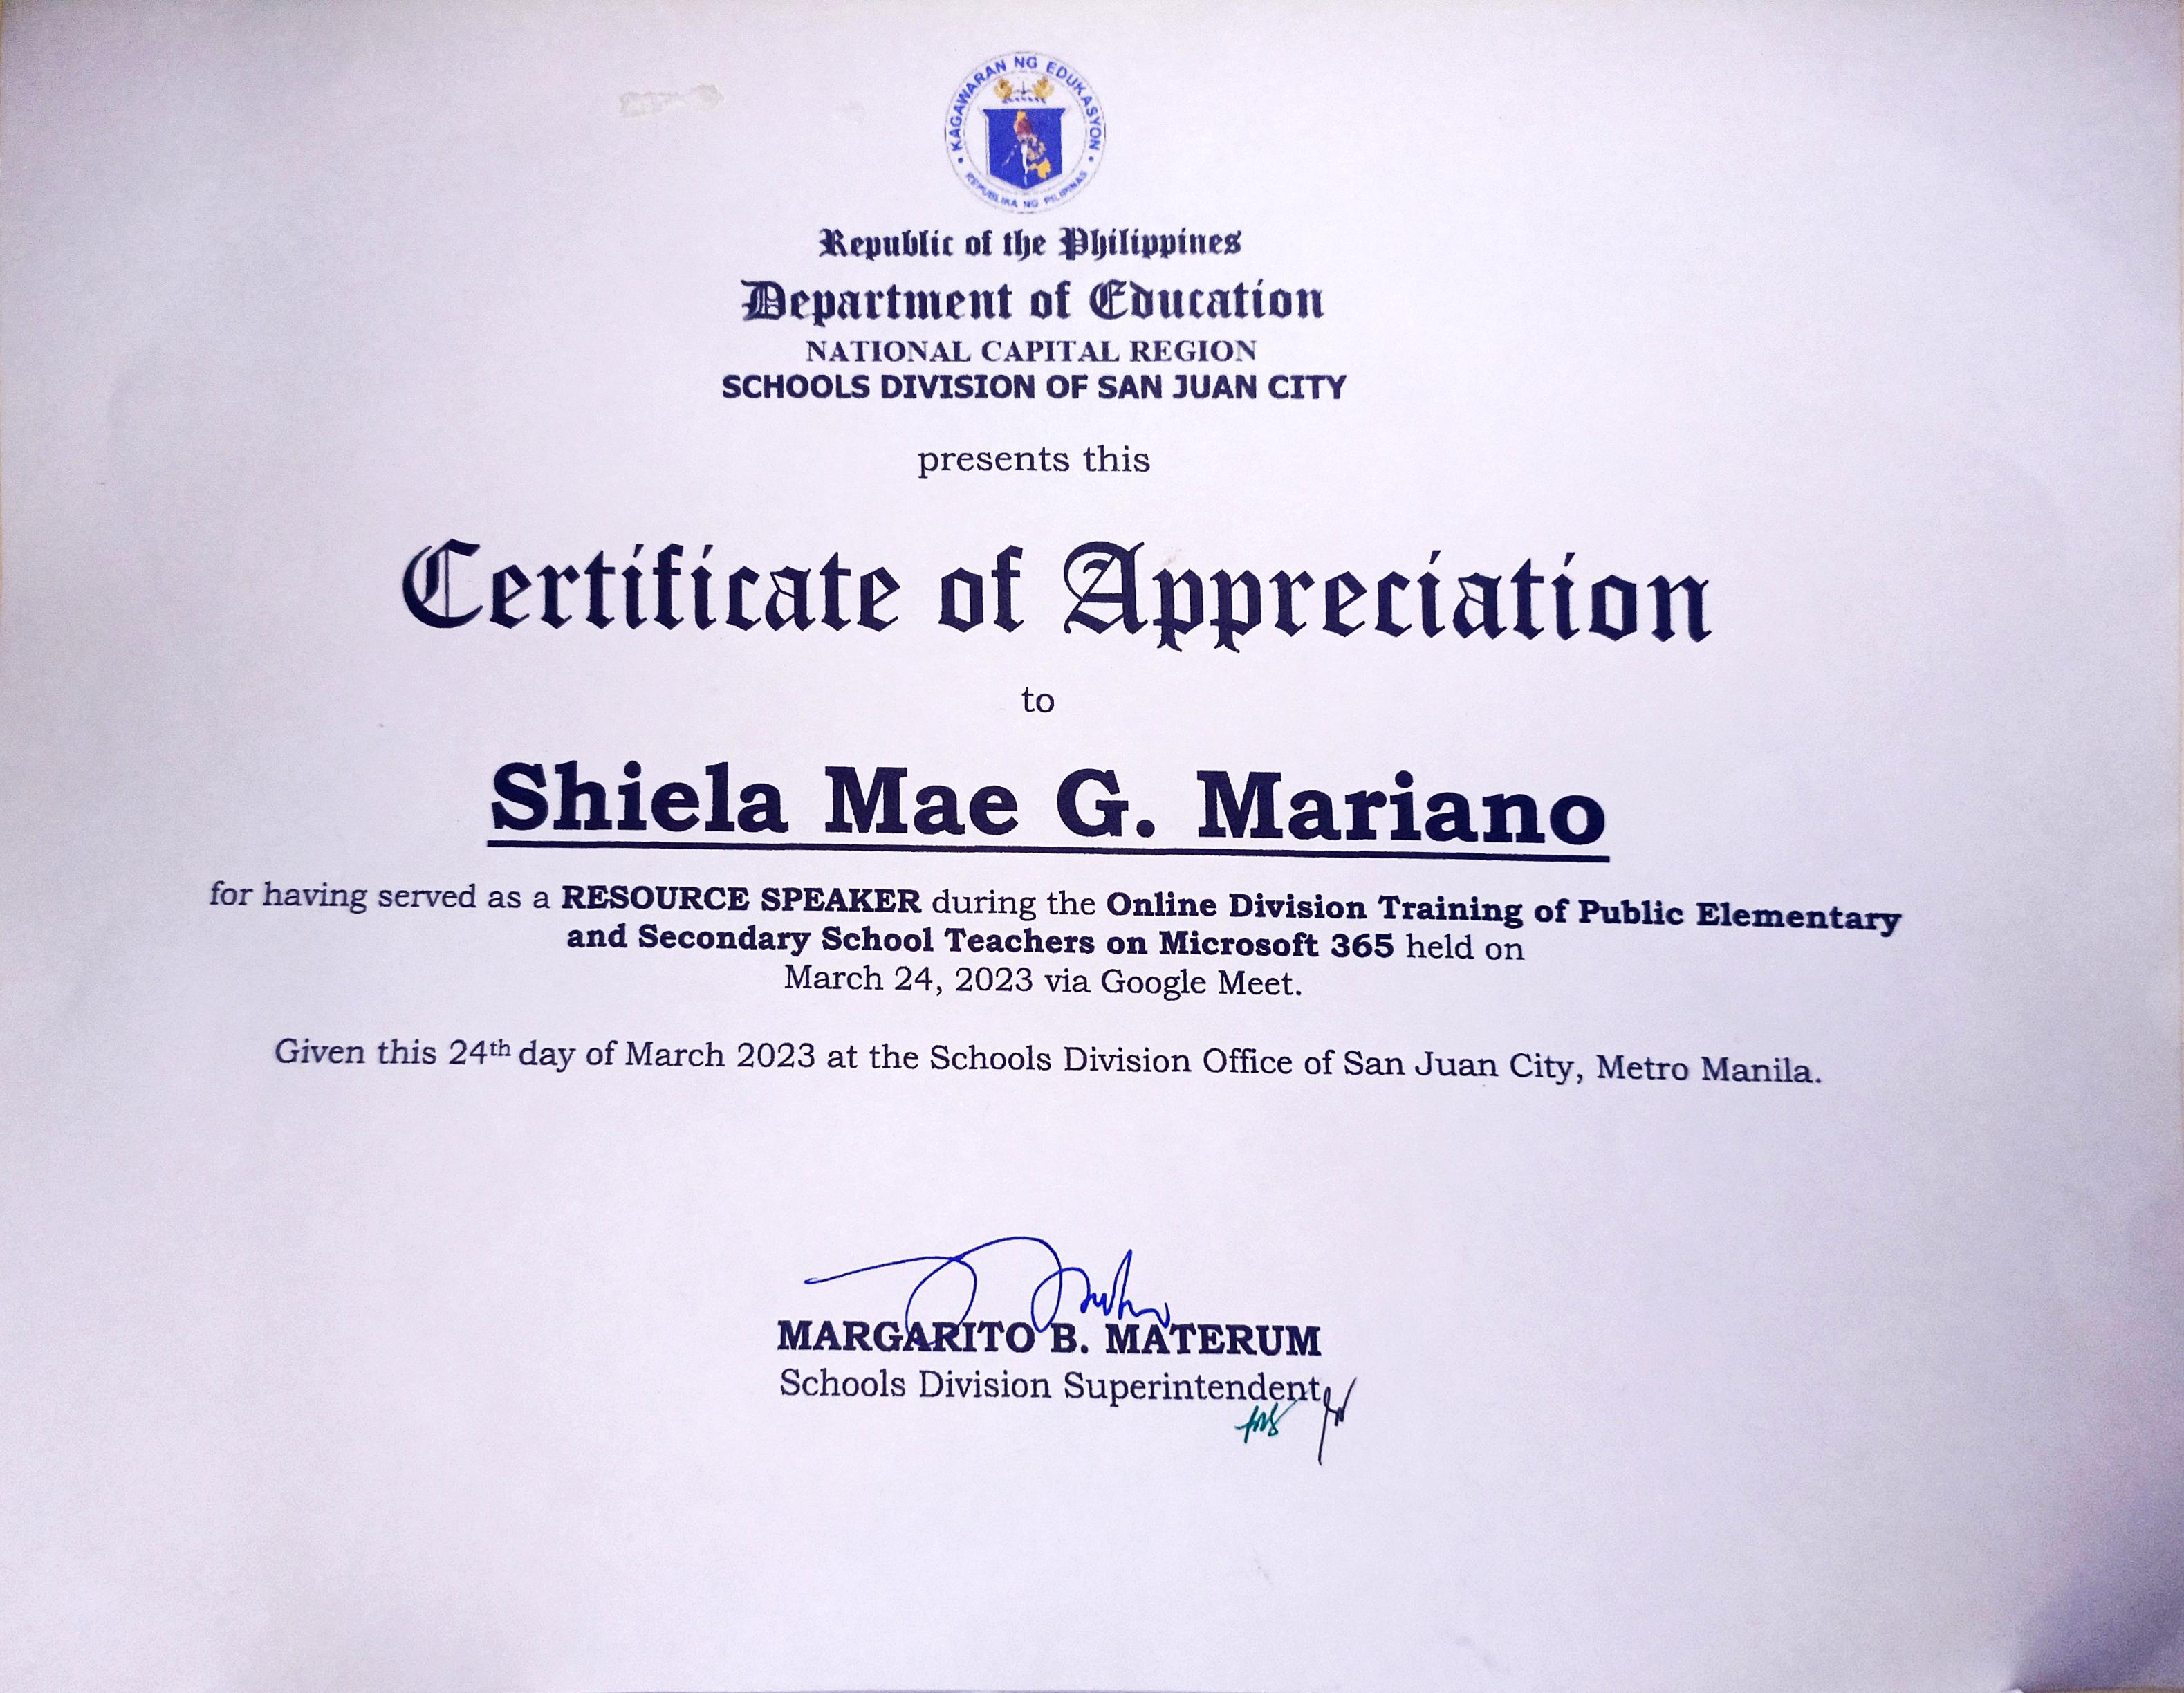 KAGAWARAN NG EDUKASYON
REPUBLIKA NG PILIPINAS
Republic of the Philippines
Department of Education
NATIONAL CAPITAL REGION
SCHOOLS DIVISION OF SAN JUAN CITY
presents this
Certificate of Appreciation
to
Shiela Mae G. Mariano
for having served as a RESOURCE SPEAKER during the Online Division Training of Public Elementary
and Secondary School Teachers on Microsoft 365 held on
March 24, 2023 via Google Meet.
Given this 24th day of March 2023 at the Schools Division Office of San Juan City, Metro Manila.
MARGARITO B. MATERUM
Schools Division Superintendent